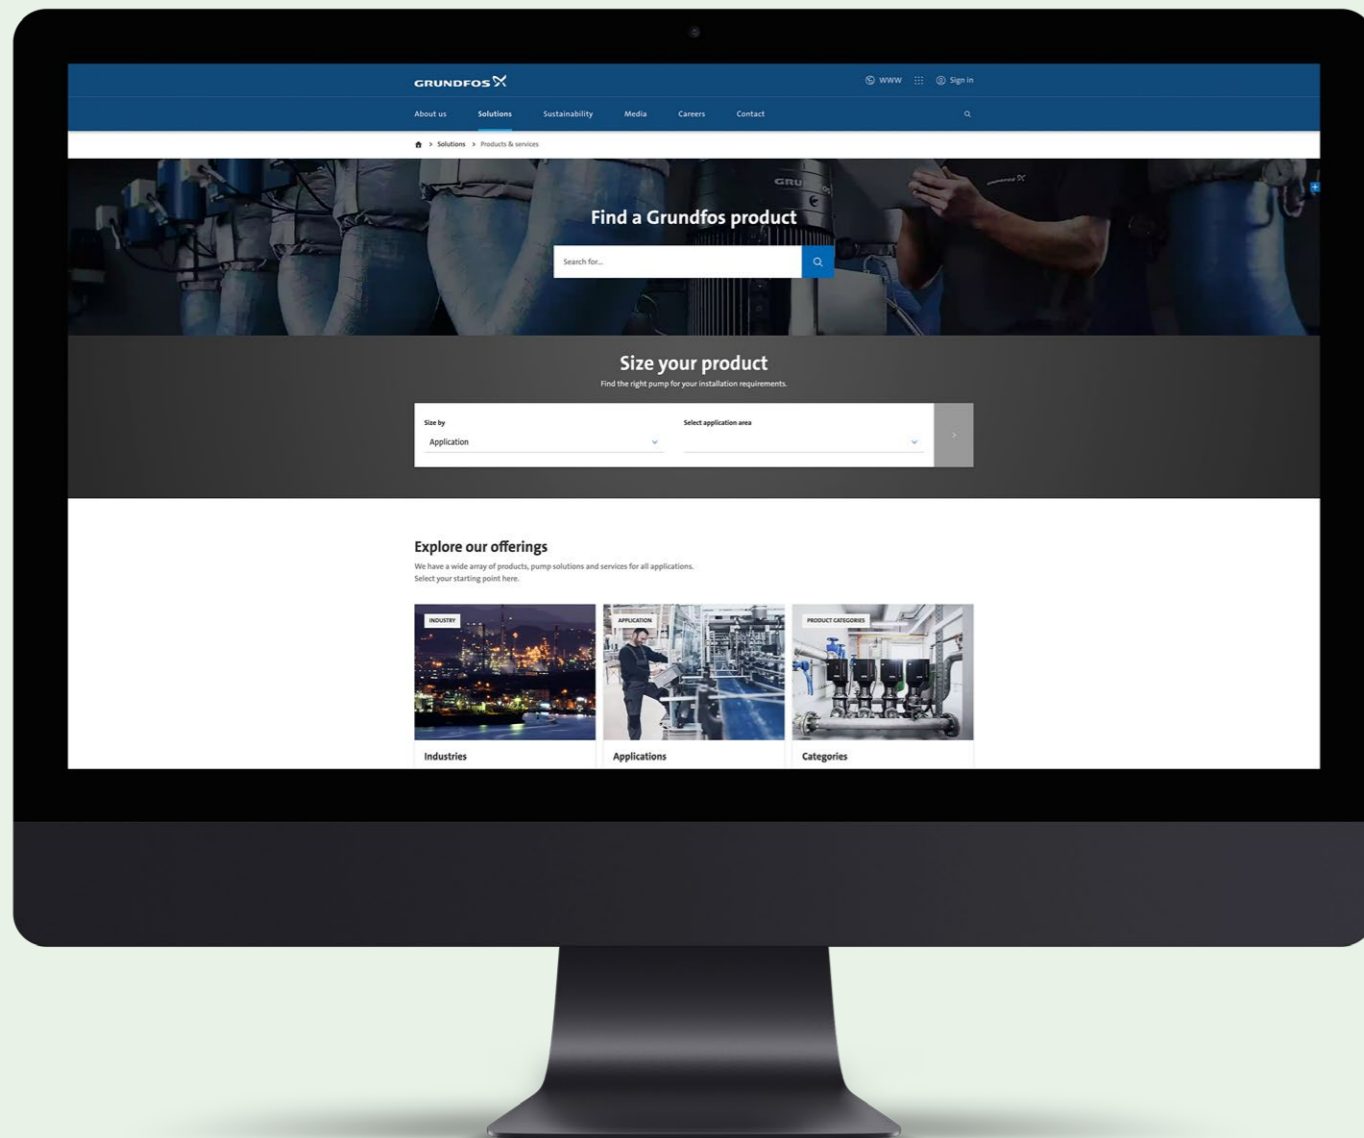 GRUNDFOS
www
Sign in
About us
Solutions
Sustainability
Media
Careers
Contact
> Solutions > Products & services
GRU
OS
Find a Grundfos product
Search for...
Size your product
Find the right pump for your installation requirements.
Size by
Select application area
Application
Explore our offerings
We have a wide array of products, pump solutions and services for all applications.
Select your starting point here.
INDUSTRY
APPLICATION
PRODUCT CATEGORIES
Industries
Applications
Categories